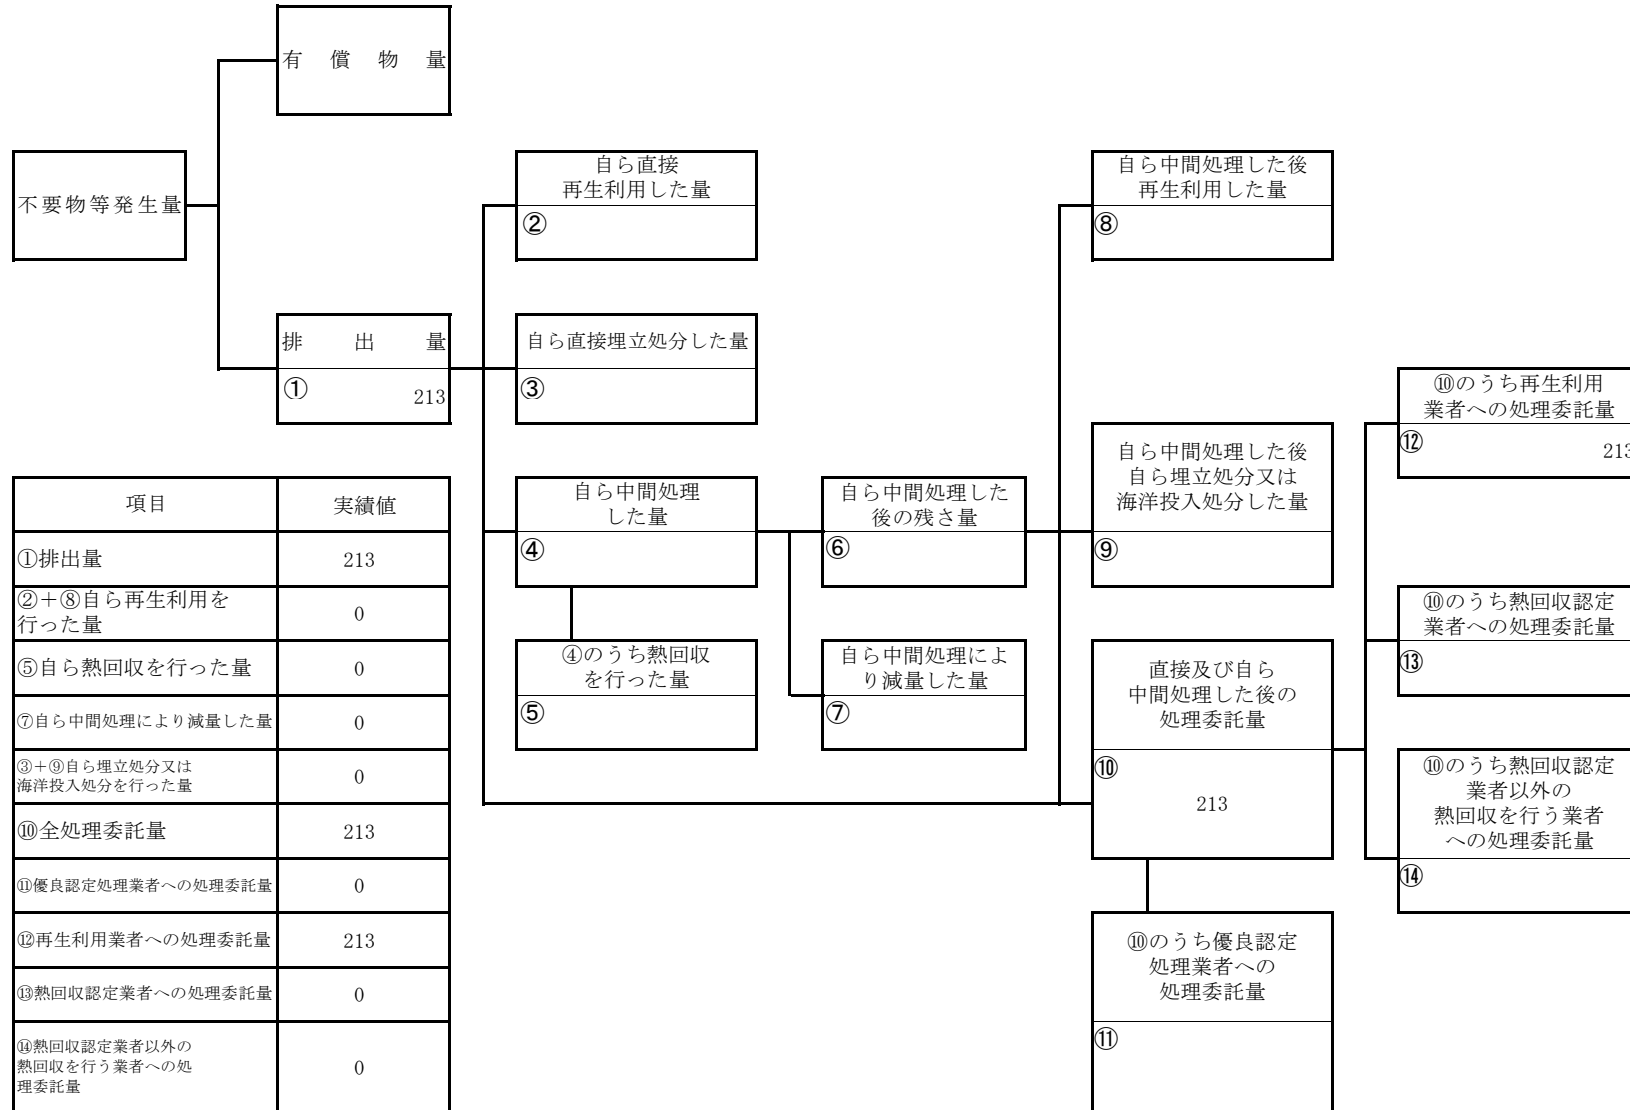 有償物量
不要物等発生量
排出量
①
213
自ら直接
再生利用した量
②
自ら直接埋立処分した量
③
自ら中間処理
した量
④
④のうち熱回収
を行った量
⑤
自ら中間処理した
後の残さ量
⑥
自ら中間処理によ
り減量した量
⑦
自ら中間処理した後
再生利用した量
⑧
自ら中間処理した後
自ら埋立処分又は
海洋投入処分した量
⑨
直接及び自ら
中間処理した後の
処理委託量
⑩
213
⑩のうち優良認定
処理業者への
処理委託量
⑪
⑩のうち再生利用
業者への処理委託量
⑫
213
⑩のうち熱回収認定
業者への処理委託量
⑬
⑩のうち熱回収認定
業者以外の
熱回収を行う業者
への処理委託量
⑭
項目 実績値
①排出量 213
②＋⑧自ら再生利用を
行った量 0
⑤自ら熱回収を行った量 0
⑦自ら中間処理により減量した量 0
③＋⑨自ら埋立処分又は
海洋投入処分を行った量 0
⑩全処理委託量 213
⑪優良認定処理業者への処理委託量 0
⑫再生利用業者への処理委託量 213
⑬熱回収認定業者への処理委託量 0
⑭熱回収認定業者以外の
熱回収を行う業者への処
理委託量 0